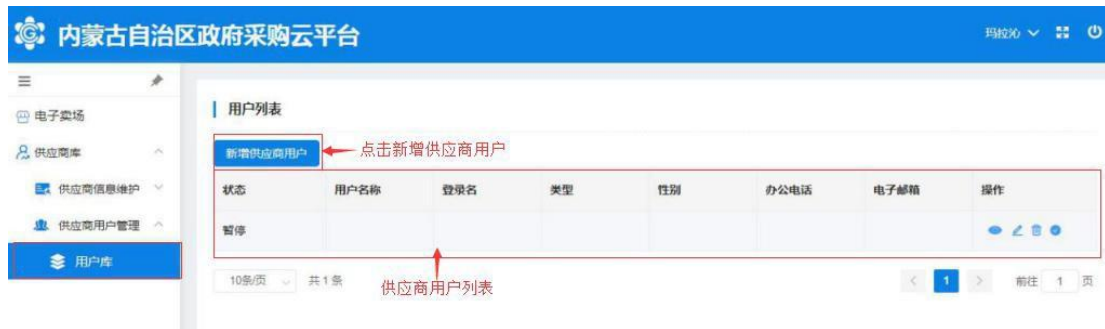 内蒙古自治区政府采购云平台
玛拉沁
电子卖场
用户列表
供应商库
新增供应商用户
点击新增供应商用户
供应商信息维护
状态 用户名称 登录名 类型 性别 办公电话 电子邮箱 操作
供应商用户管理
暂停
用户库
10条/页 共1条 供应商用户列表 1 前往 1 页